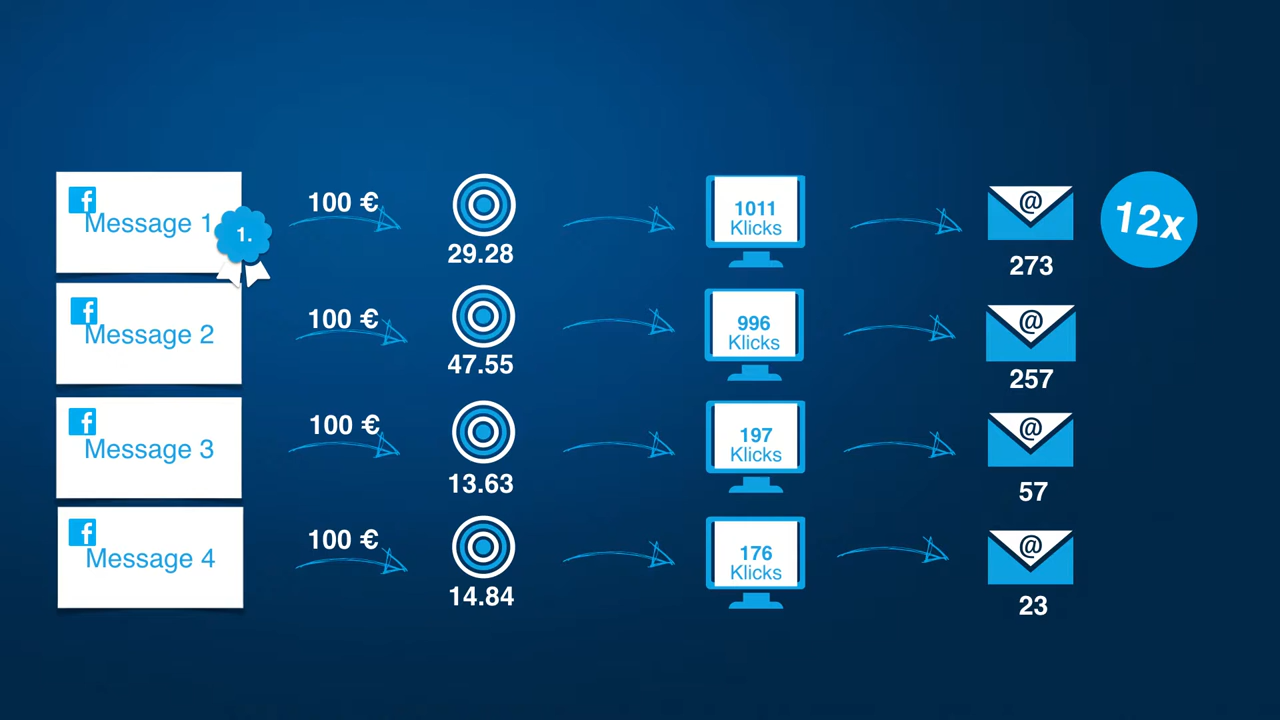 Message 1
1.
100 €
29.28
1011
Klicks
@
273
12x
Message 2
100 €
47.55
996
Klicks
@
257
Message 3
100 €
13.63
197
Klicks
@
57
Message 4
100 €
14.84
176
Klicks
@
23